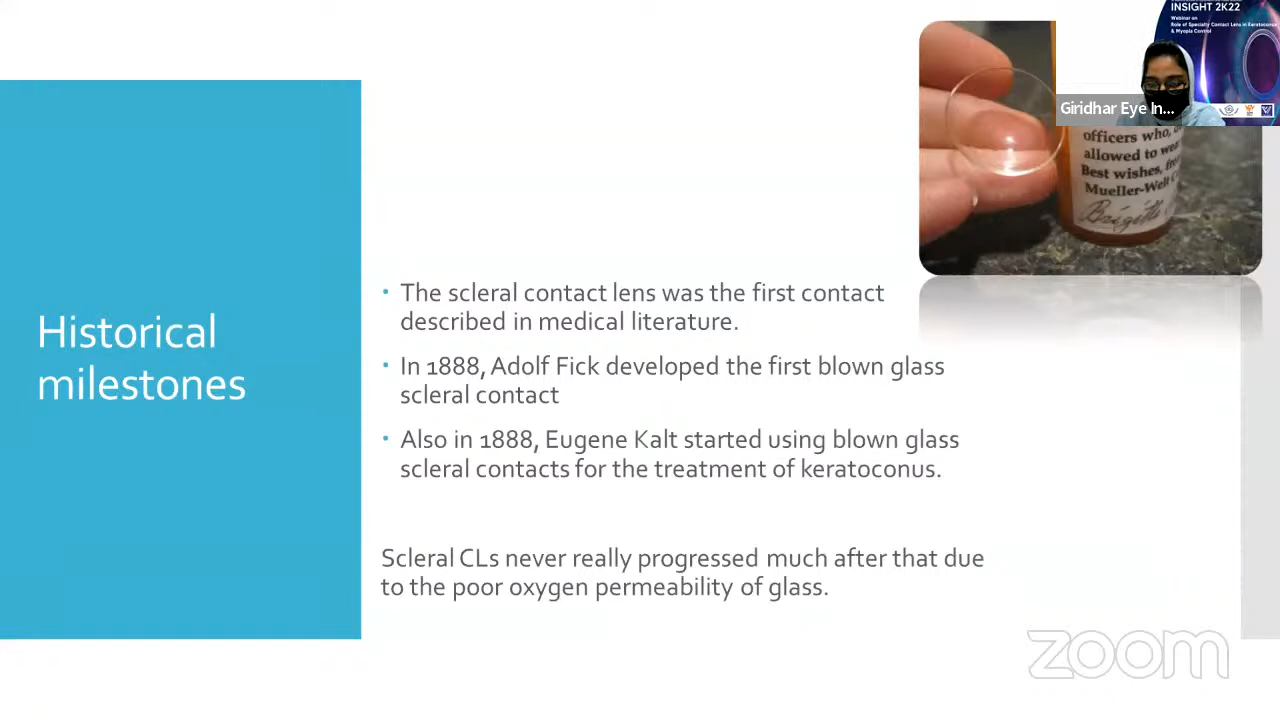 INSIGHT 2K22
Webinar on
Role of Specialty Contact Lens in Keratoconus
& Myopia Control
Giridhar Eye In...
officers who,
allowed to wea
Best wishes, fro
Mueller-Welt C
Brigitte
Historical
milestones
• The scleral contact lens was the first contact
described in medical literature.
• In 1888, Adolf Fick developed the first blown glass
scleral contact
• Also in 1888, Eugene Kalt started using blown glass
scleral contacts for the treatment of keratoconus.
Scleral CLs never really progressed much after that due
to the poor oxygen permeability of glass.
zoom